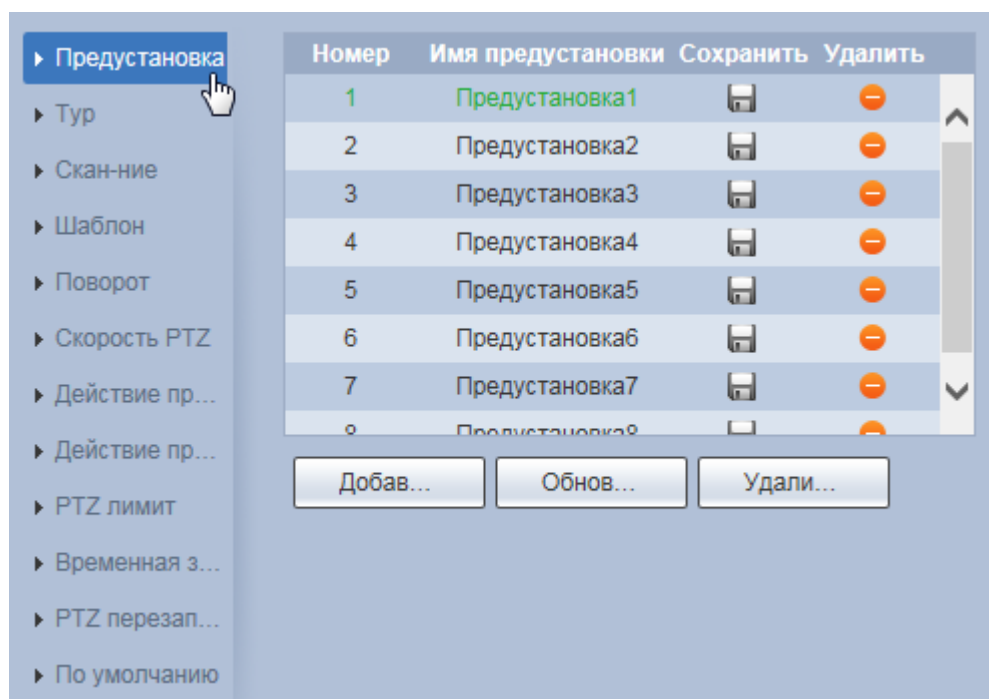 Предустановка
Тур
Скан-ние
Шаблон
Поворот
Скорость PTZ
Действие пр...
Действие пр...
PTZ лимит
Временная з...
PTZ перезап...
По умолчанию
Номер Имя предустановки Сохранить Удалить
1 Предустановка1
2 Предустановка2
3 Предустановка3
4 Предустановка4
5 Предустановка5
6 Предустановка6
7 Предустановка7
8 Предустановка8
Добав... Обнов... Удали...